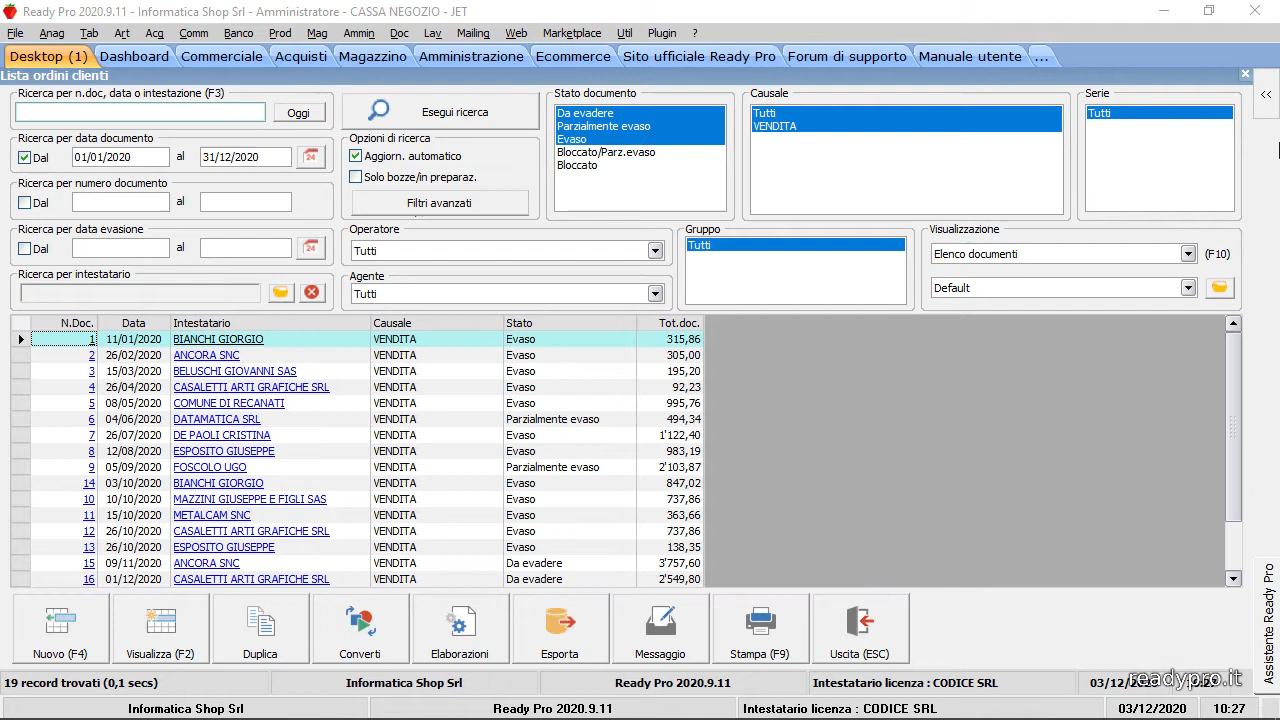 Ready Pro 2020.9.11 - Informatica Shop Srl - Amministratore - CASSA NEGOZIO - JET
File Anag Tab Art Acq Comm Banco Prod Mag Ammin Doc Lav Mailing Web Marketplace Util Plugin ?
Desktop (1) Dashboard Commerciale Acquisti Magazzino Amministrazione Ecommerce Sito ufficiale Ready Pro Forum di supporto Manuale utente ...
Lista ordini clienti
Ricerca per n.doc, data o intestazione (F3)
Oggi
Ricerca per data documento
Dal 01/01/2020 al 31/12/2020 24
Ricerca per numero documento
Dal al
Ricerca per data evasione
Dal al 24
Ricerca per intestatario
Esegui ricerca
Opzioni di ricerca
Aggiorn. automatico
Solo bozze/in preparaz.
Filtri avanzati
Operatore
Tutti
Agente
Tutti
Stato documento
Da evadere
Parzialmente evaso
Evaso
Bloccato/Parz.evaso
Bloccato
Causale
Tutti
VENDITA
Serie
Tutti
<<
Gruppo
Tutti
Visualizzazione
Elenco documenti (F10)
Default
N.Doc. Data Intestatario Causale Stato Tot.doc.
1 11/01/2020 BIANCHI GIORGIO VENDITA Evaso 315,86
2 26/02/2020 ANCORA SNC VENDITA Evaso 305,00
3 15/03/2020 BELUSCHI GIOVANNI SAS VENDITA Evaso 195,20
4 26/04/2020 CASALETTI ARTI GRAFICHE SRL VENDITA Evaso 92,23
5 08/05/2020 COMUNE DI RECANATI VENDITA Evaso 995,76
6 04/06/2020 DATAMATICA SRL VENDITA Parzialmente evaso 494,34
7 26/07/2020 DE PAOLI CRISTINA VENDITA Evaso 1'122,40
8 12/08/2020 ESPOSITO GIUSEPPE VENDITA Evaso 983,19
9 05/09/2020 FOSCOLO UGO VENDITA Parzialmente evaso 2'103,87
14 03/10/2020 BIANCHI GIORGIO VENDITA Evaso 847,02
10 10/10/2020 MAZZINI GIUSEPPE E FIGLI SAS VENDITA Evaso 737,86
11 15/10/2020 METALCAM SNC VENDITA Evaso 363,66
12 26/10/2020 CASALETTI ARTI GRAFICHE SRL VENDITA Evaso 737,86
13 26/10/2020 ESPOSITO GIUSEPPE VENDITA Evaso 138,35
15 09/11/2020 ANCORA SNC VENDITA Da evadere 3'757,60
16 01/12/2020 CASALETTI ARTI GRAFICHE SRL VENDITA Da evadere 2'549,80
Nuovo (F4) Visualizza (F2) Duplica Converti Elaborazioni Esporta Messaggio Stampa (F9) Uscita (ESC)
Assistente Ready Pro
19 record trovati (0,1 secs) Informatica Shop Srl Ready Pro 2020.9.11 Intestatario licenza : CODICE SRL 03/12/
readypro.it
Informatica Shop Srl Ready Pro 2020.9.11 Intestatario licenza : CODICE SRL 03/12/2020 10:27